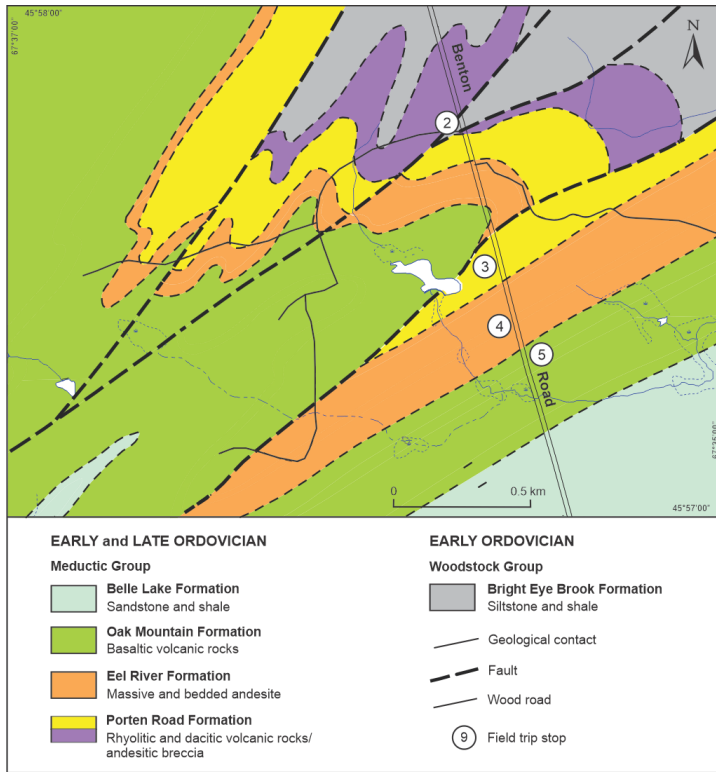 45°58'00"
67°37'00"
Benton
N
2
3
4
5
Road
67°35'00"
0 0.5 km
45°57'00"
EARLY and LATE ORDOVICIAN
Meductic Group
Belle Lake Formation
Sandstone and shale
Oak Mountain Formation
Basaltic volcanic rocks
Eel River Formation
Massive and bedded andesite
Porten Road Formation
Rhyolitic and dacitic volcanic rocks/
andesitic breccia
EARLY ORDOVICIAN
Woodstock Group
Bright Eye Brook Formation
Siltstone and shale
Geological contact
Fault
Wood road
9 Field trip stop